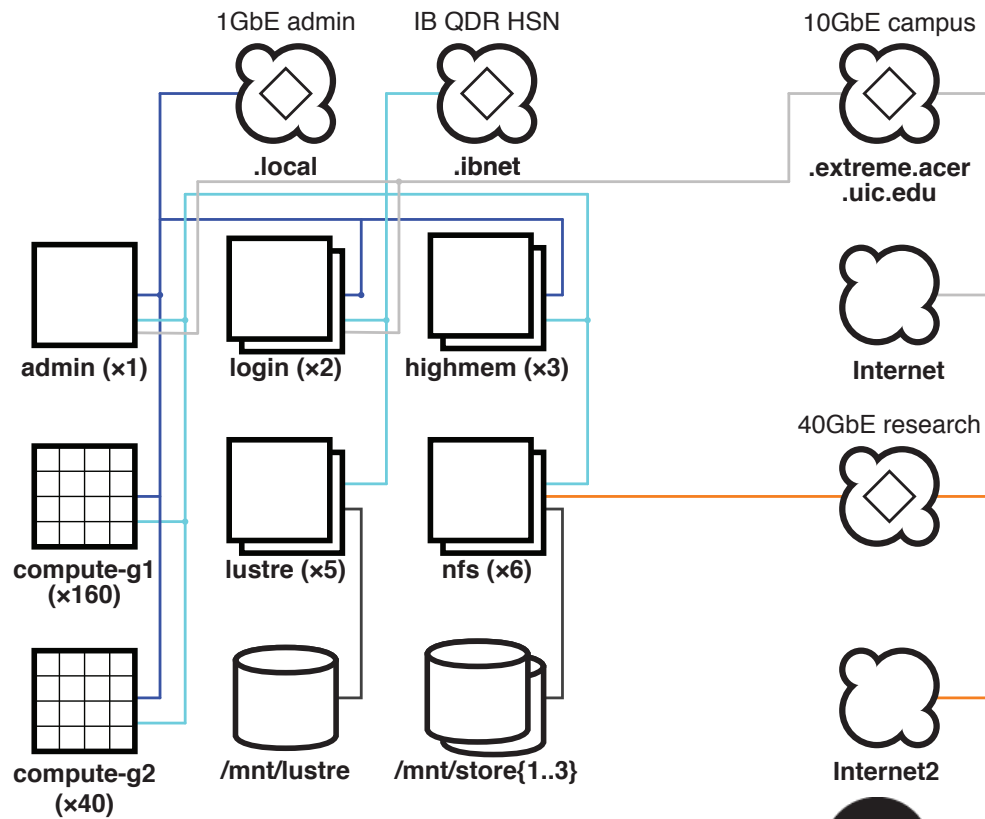 1GbE admin
IB QDR HSN
10GbE campus
.local
.ibnet
.extreme.acer
.uic.edu
admin (×1)
login (×2)
highmem (×3)
Internet
40GbE research
compute-g1
(×160)
lustre (×5)
nfs (×6)
compute-g2
(×40)
/mnt/lustre
/mnt/store{1..3}
Internet2